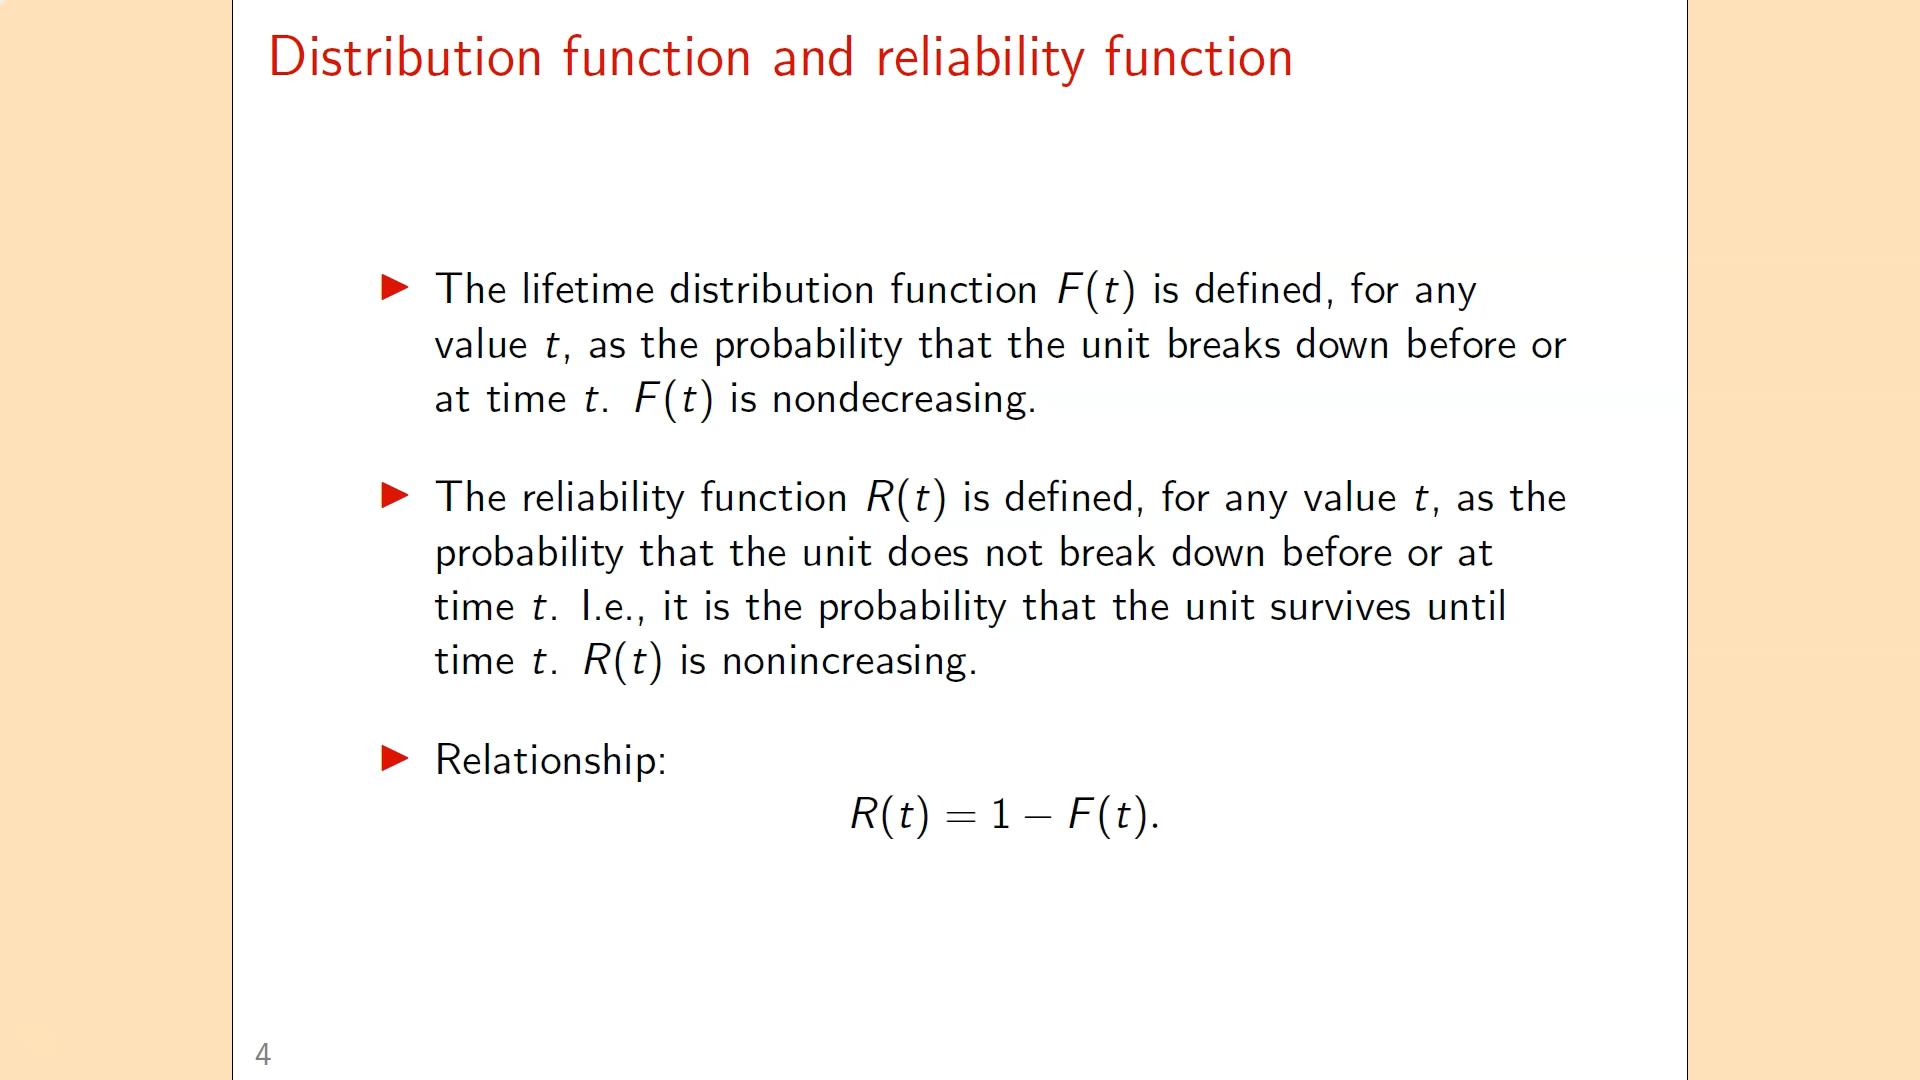 Distribution function and reliability function
▶ The lifetime distribution function F(t) is defined, for any
value t, as the probability that the unit breaks down before or
at time t. F(t) is nondecreasing.
▶ The reliability function R(t) is defined, for any value t, as the
probability that the unit does not break down before or at
time t. I.e., it is the probability that the unit survives until
time t. R(t) is nonincreasing.
▶ Relationship:
R(t) = 1 − F(t).
4